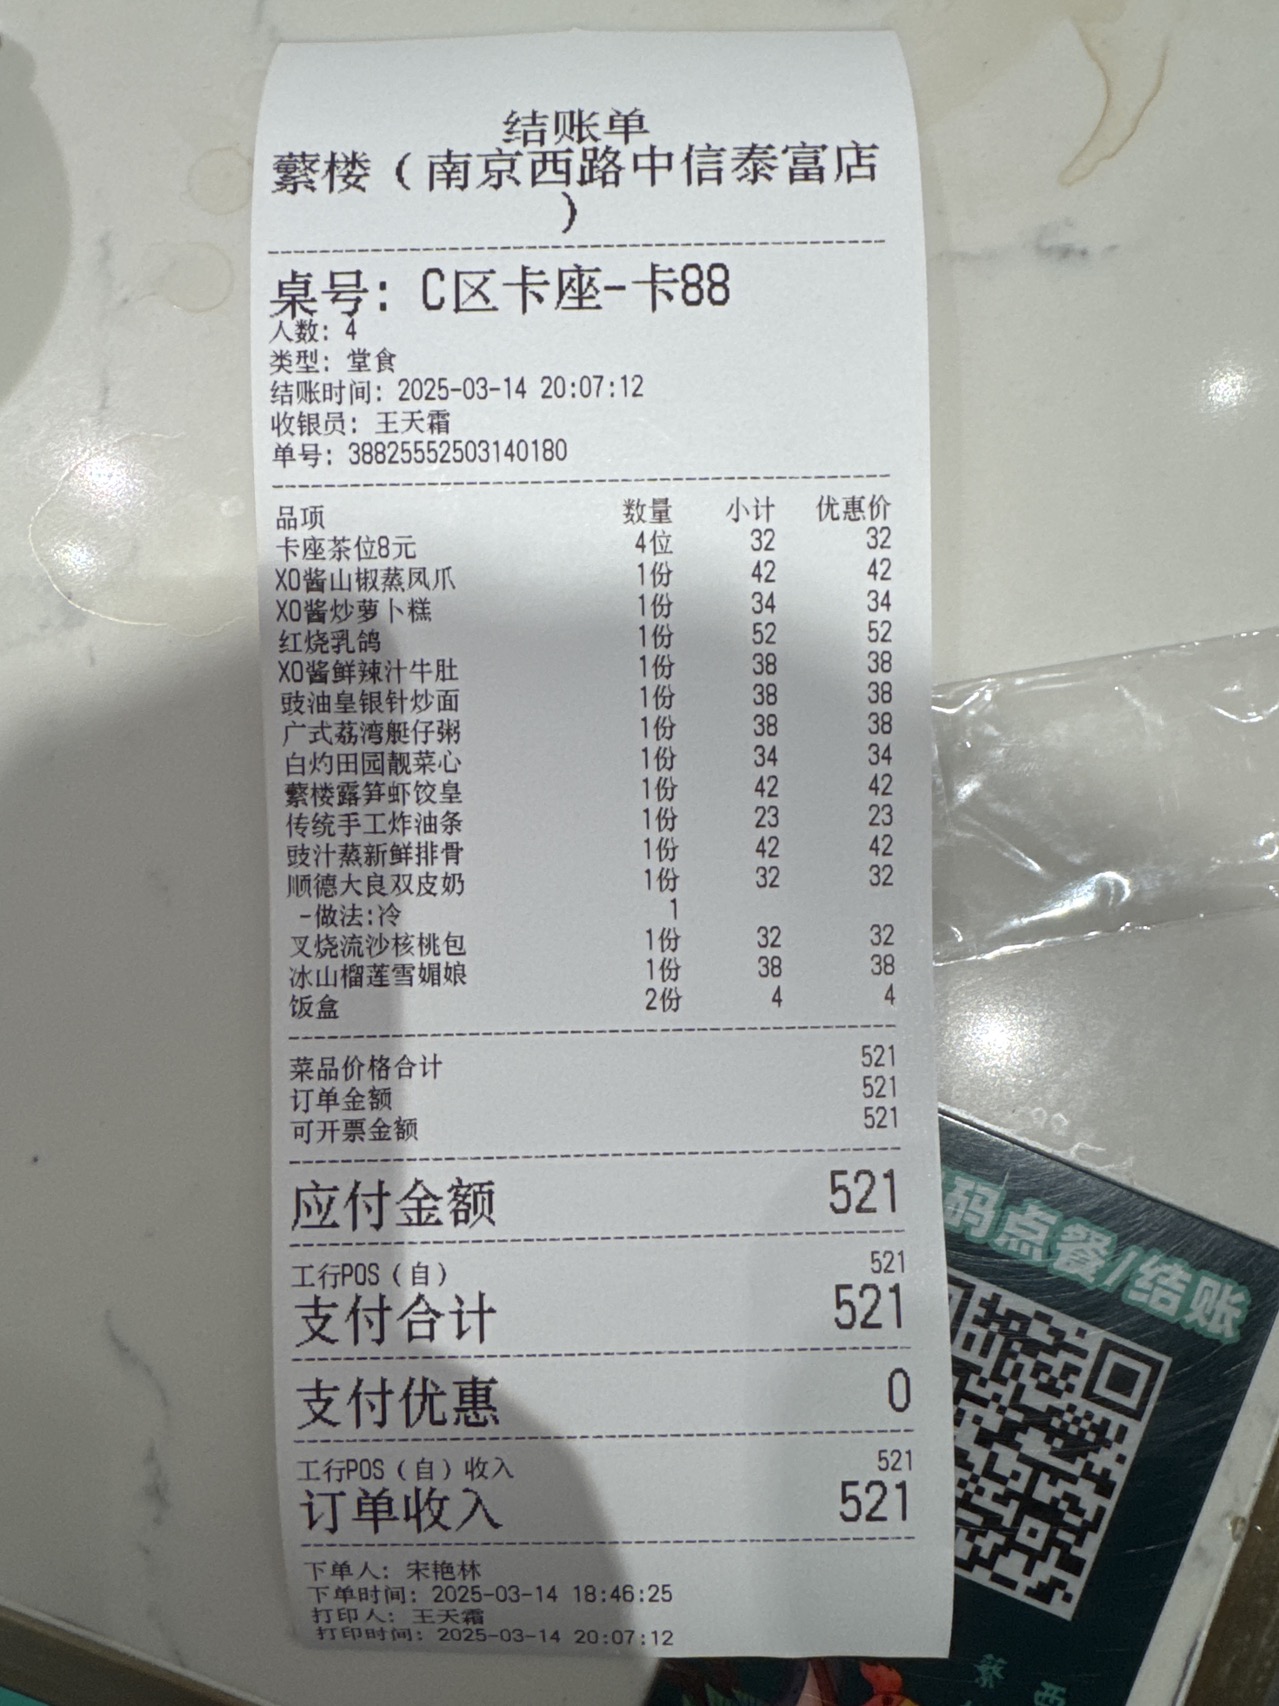 结账单
蘩楼（南京西路中信泰富店
）
桌号: C区卡座-卡88
人数: 4
类型: 堂食
结账时间: 2025-03-14 20:07:12
收银员: 王天霜
单号: 38825552503140180
品项 数量 小计 优惠价
卡座茶位8元 4位 32 32
XO酱山椒蒸凤爪 1份 42 42
XO酱炒萝卜糕 1份 34 34
红烧乳鸽 1份 52 52
XO酱鲜辣汁牛肚 1份 38 38
豉油皇银针炒面 1份 38 38
广式荔湾艇仔粥 1份 38 38
白灼田园靓菜心 1份 34 34
蘩楼露笋虾饺皇 1份 42 42
传统手工炸油条 1份 23 23
豉汁蒸新鲜排骨 1份 42 42
顺德大良双皮奶 1份 32 32
-做法:冷 1
叉烧流沙核桃包 1份 32 32
冰山榴莲雪媚娘 1份 38 38
饭盒 2份 4 4
菜品价格合计 521
订单金额 521
可开票金额 521
应付金额 521
工行POS（自） 521
支付合计 521
支付优惠 0
工行POS（自）收入 521
订单收入 521
下单人: 宋艳林
下单时间: 2025-03-14 18:46:25
打印人: 王天霜
打印时间: 2025-03-14 20:07:12
码点餐/结账